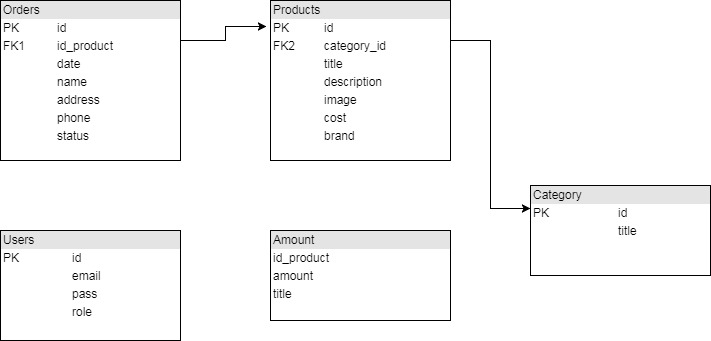 Orders
PK id
FK1 id_product
date
name
address
phone
status
Products
PK id
FK2 category_id
title
description
image
cost
brand
Category
PK id
title
Users
PK id
email
pass
role
Amount
id_product
amount
title